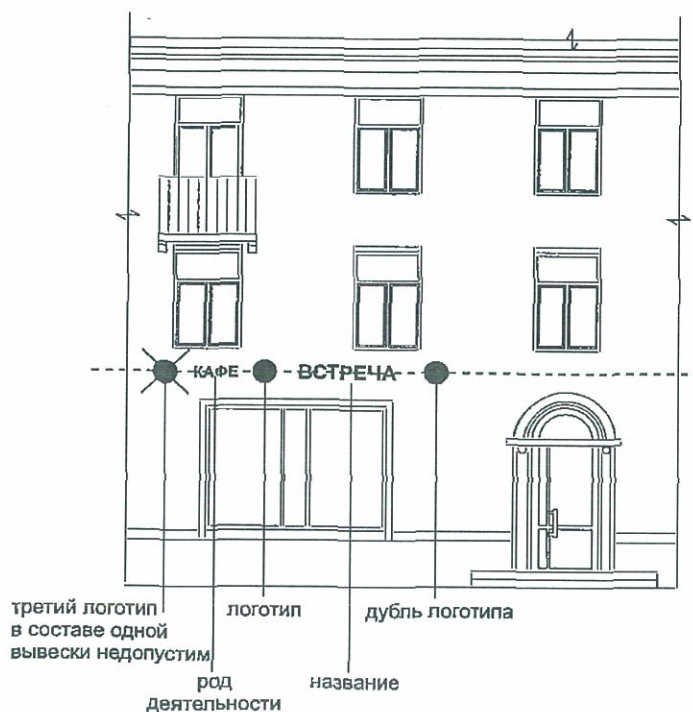 КАФЕ ВСТРЕЧА
третий логотип
в составе одной
вывески недопустим
логотип
дубль логотипа
род
деятельности
название